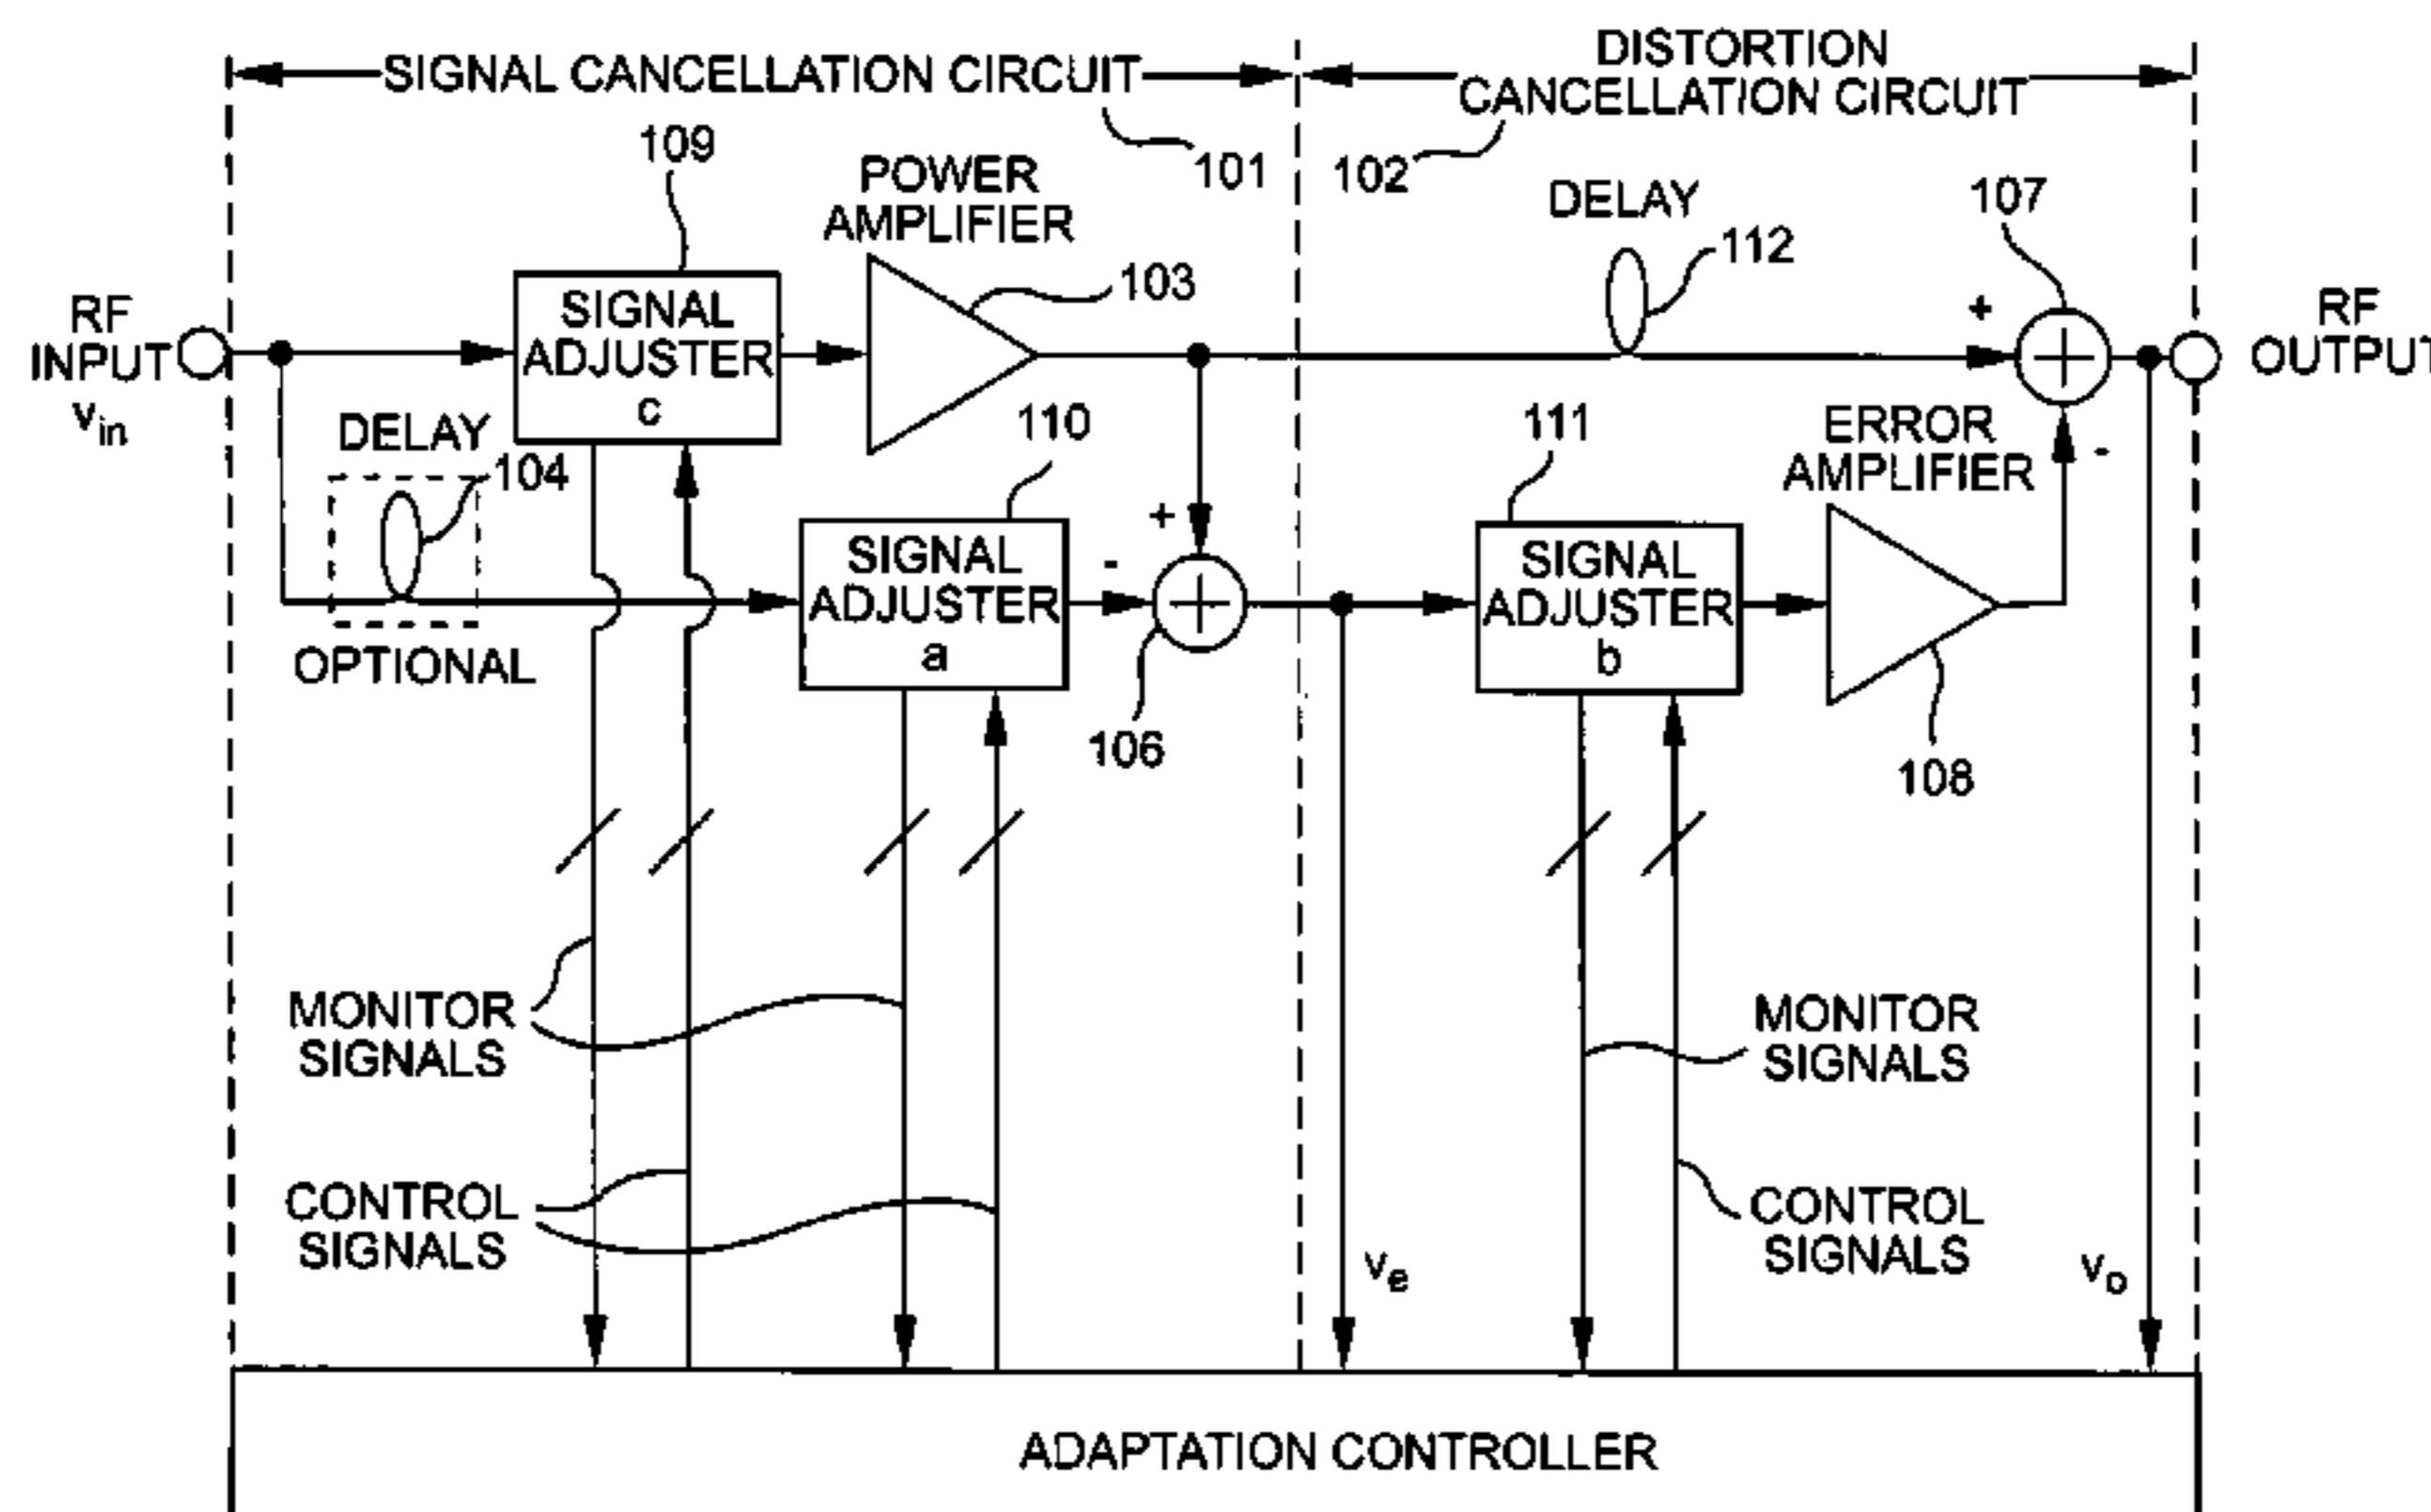 SIGNAL CANCELLATION CIRCUIT
DISTORTION
CANCELLATION CIRCUIT
101
102
109
POWER
AMPLIFIER
103
DELAY
112
107
RF
INPUT
vin
SIGNAL
ADJUSTER
c
+
RF
OUTPUT
DELAY
104
OPTIONAL
110
SIGNAL
ADJUSTER
a
+
-
106
111
SIGNAL
ADJUSTER
b
ERROR
AMPLIFIER
-
108
MONITOR
SIGNALS
CONTROL
SIGNALS
MONITOR
SIGNALS
CONTROL
SIGNALS
ve
vo
ADAPTATION CONTROLLER